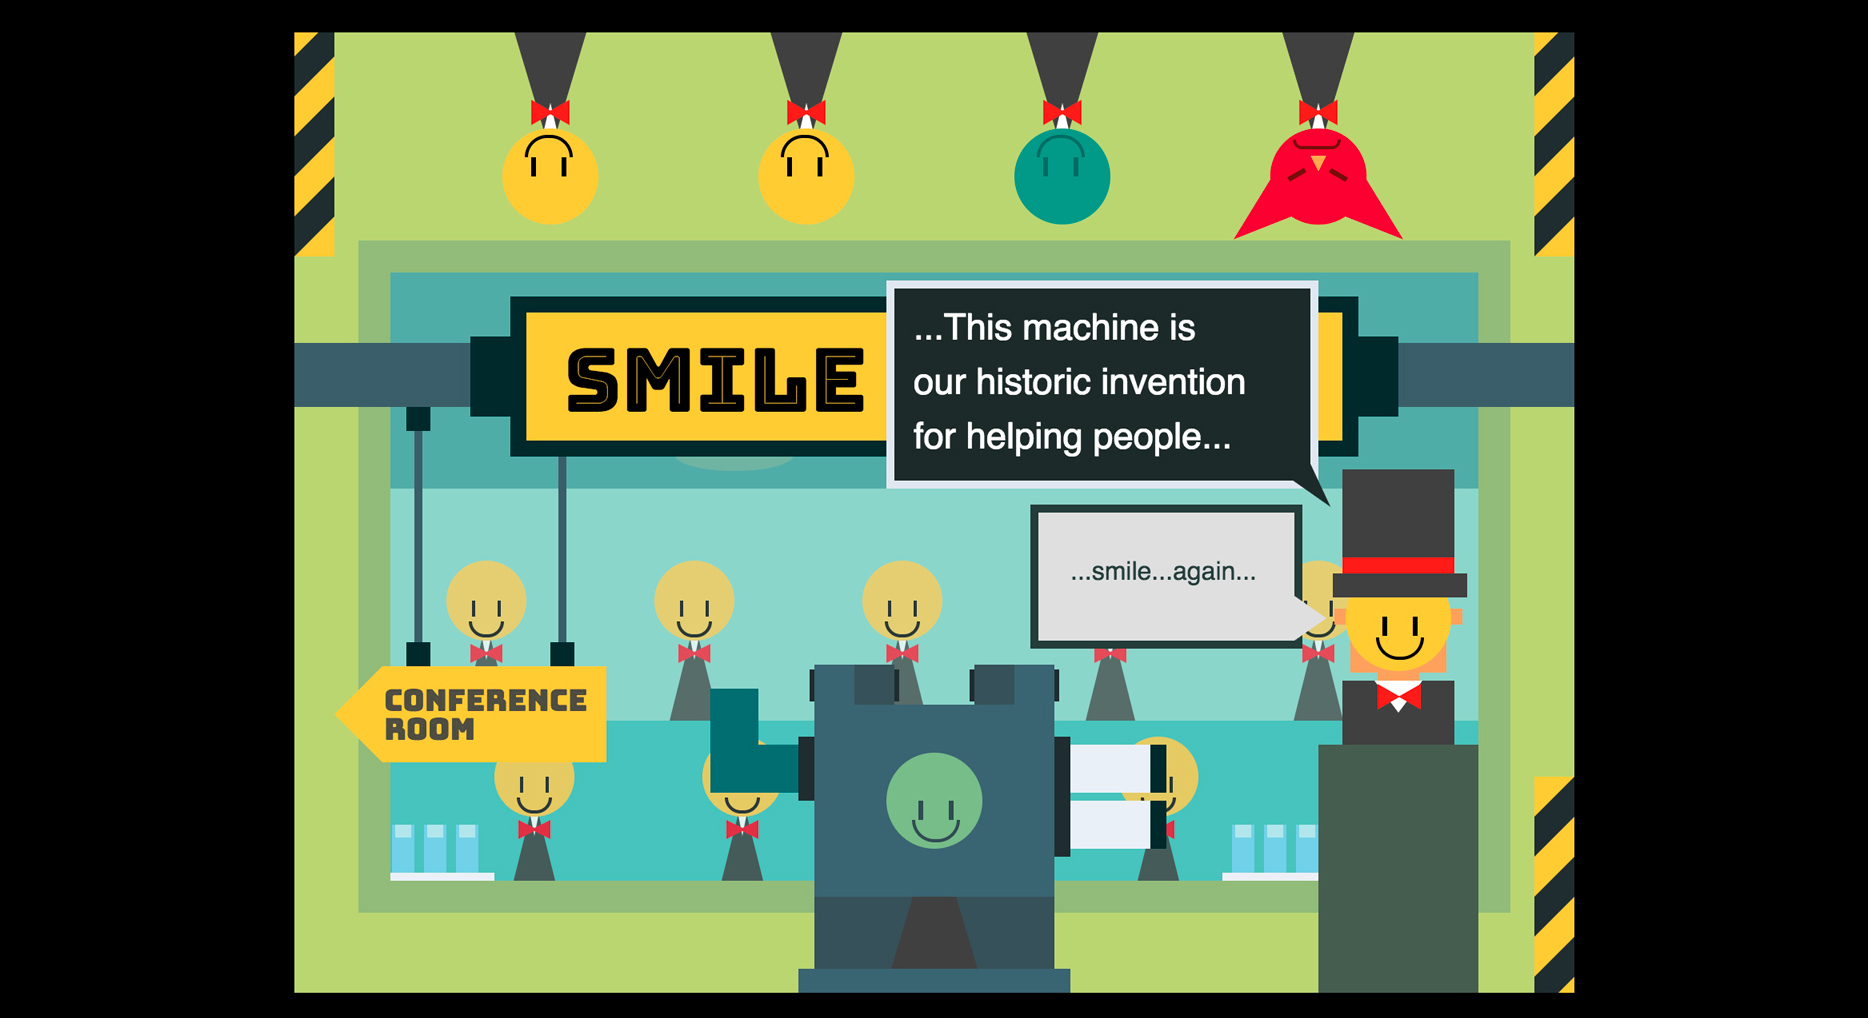 SMILE
...This machine is
our historic invention
for helping people...
...smile...again...
CONFERENCE
ROOM